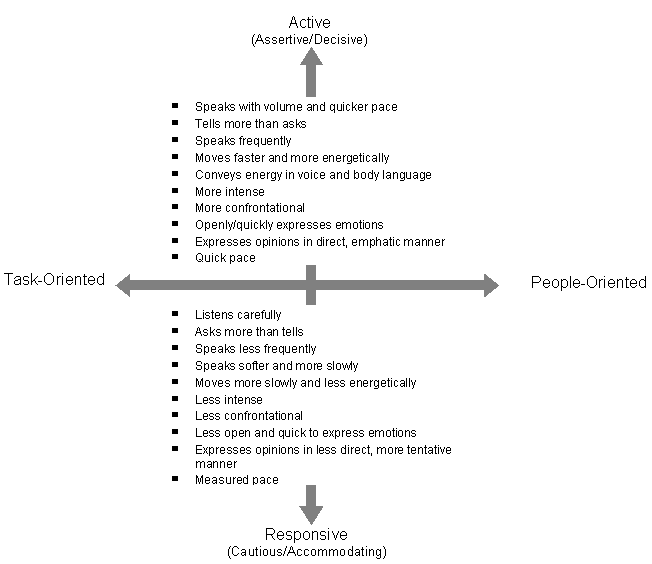 Active
(Assertive/Decisive)
Speaks with volume and quicker pace
Tells more than asks
Speaks frequently
Moves faster and more energetically
Conveys energy in voice and body language
More intense
More confrontational
Openly/quickly expresses emotions
Expresses opinions in direct, emphatic manner
Quick pace
Task-Oriented
People-Oriented
Listens carefully
Asks more than tells
Speaks less frequently
Speaks softer and more slowly
Moves more slowly and less energetically
Less intense
Less confrontational
Less open and quick to express emotions
Expresses opinions in less direct, more tentative
manner
Measured pace
Responsive
(Cautious/Accommodating)